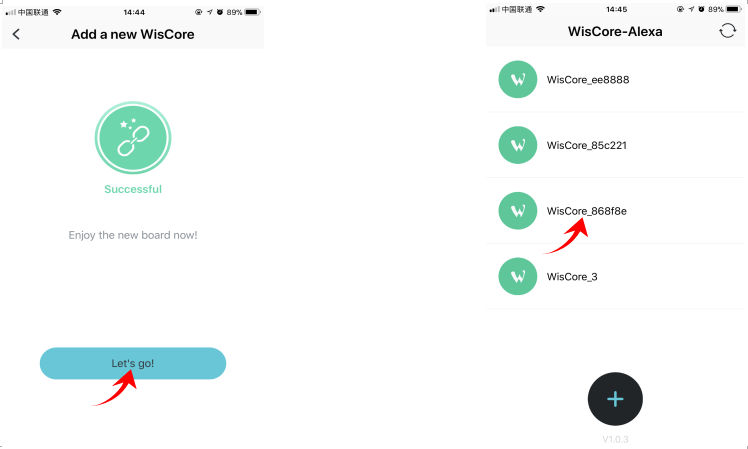 中国联通 14:44 89%
Add a new WisCore
Successful
Enjoy the new board now!
Let's go!
中国联通 14:45 89%
WisCore-Alexa
WisCore_ee8888
WisCore_85c221
WisCore_868f8e
WisCore_3
V1.0.3